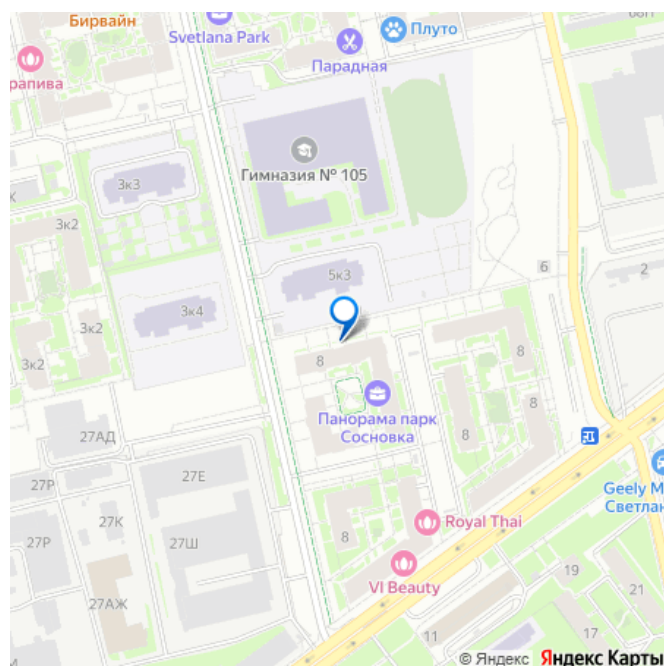 Бирвайн
Svetlana Park
Плуто
Парадная
рапива
Гимназия № 105
3к3
3к2
5к3
6
2
3к4
3к2
3к2
8
8
8
Панорама парк
Сосновка
8
27АД
27Р
27Е
27К
27Р
27Ш
8
Royal Thai
Geely М
Светлан
VI Beauty
27АЖ
19
21
11
17
© Яндекс Яндекс Карты